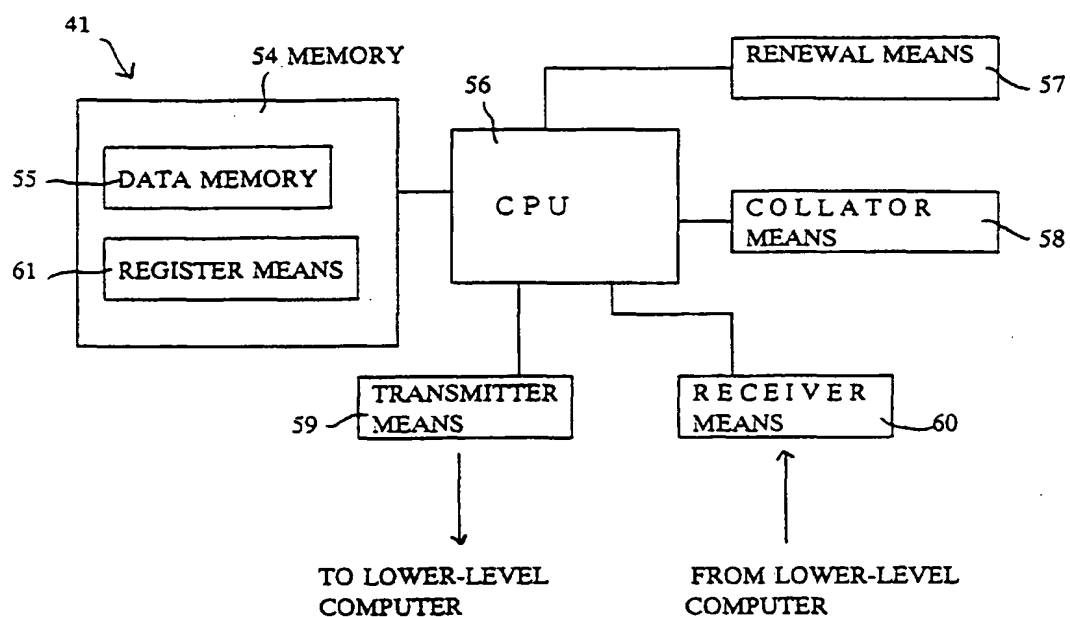 41
54 MEMORY
RENEWAL MEANS
57
56
55
DATA MEMORY
CPU
COLLATOR
MEANS
58
61
REGISTER MEANS
TRANSMITTER
MEANS
59
RECEIVER
MEANS
60
TO LOWER-LEVEL
COMPUTER
FROM LOWER-LEVEL
COMPUTER